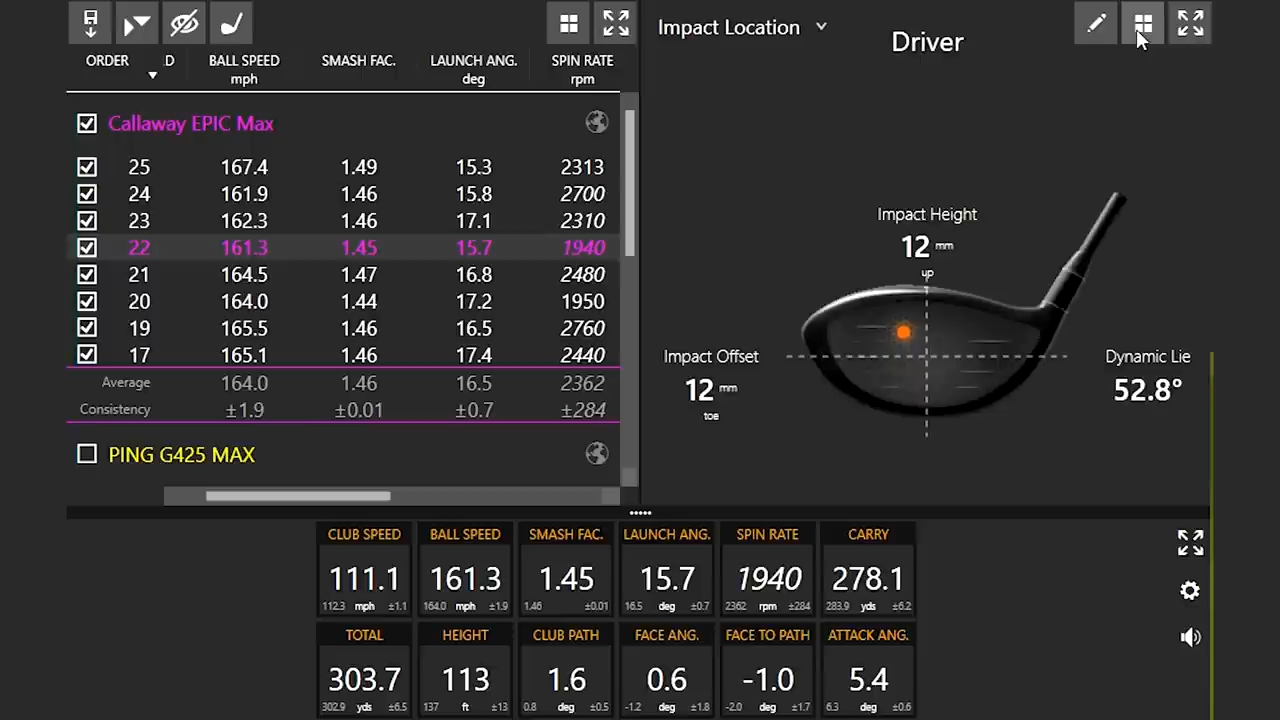 Impact Location
Driver
ORDER D BALL SPEED SMASH FAC. LAUNCH ANG. SPIN RATE
mph deg rpm
Callaway EPIC Max
25 167.4 1.49 15.3 2313
24 161.9 1.46 15.8 2700
23 162.3 1.46 17.1 2310
22 161.3 1.45 15.7 1940
21 164.5 1.47 16.8 2480
20 164.0 1.44 17.2 1950
19 165.5 1.46 16.5 2760
17 165.1 1.46 17.4 2440
Average 164.0 1.46 16.5 2362
Consistency ±1.9 ±0.01 ±0.7 ±284
PING G425 MAX
Impact Height
12 mm
up
Impact Offset
12 mm
toe
Dynamic Lie
52.8°
CLUB SPEED BALL SPEED SMASH FAC. LAUNCH ANG. SPIN RATE CARRY
111.1 161.3 1.45 15.7 1940 278.1
112.3 mph ±1.1 164.0 mph ±1.9 1.46 ±0.01 16.5 deg ±0.7 2362 rpm ±284 283.9 yds ±6.2
TOTAL HEIGHT CLUB PATH FACE ANG. FACE TO PATH ATTACK ANG.
303.7 113 1.6 0.6 -1.0 5.4
302.9 yds ±6.5 137 ft ±13 0.8 deg ±0.5 -1.2 deg ±1.8 -2.0 deg ±1.7 6.3 deg ±0.6